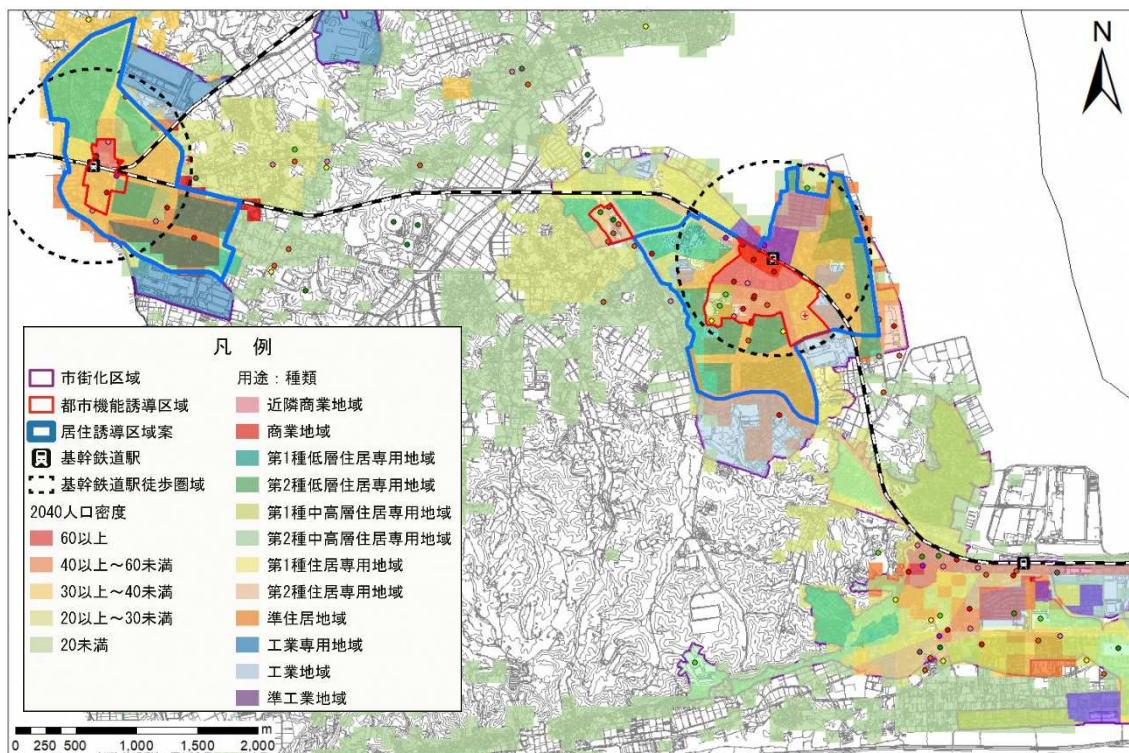 N
凡 例
市街化区域
都市機能誘導区域
居住誘導区域案
基幹鉄道駅
基幹鉄道駅徒歩圏域
2040人口密度
60以上
40以上~60未満
30以上~40未満
20以上~30未満
20未満
用途:種類
近隣商業地域
商業地域
第1種低層住居専用地域
第2種低層住居専用地域
第1種中高層住居専用地域
第2種中高層住居専用地域
第1種住居地域
第2種住居地域
準住居地域
工業専用地域
工業地域
準工業地域
m
0 250 500 1,000 1,500 2,000